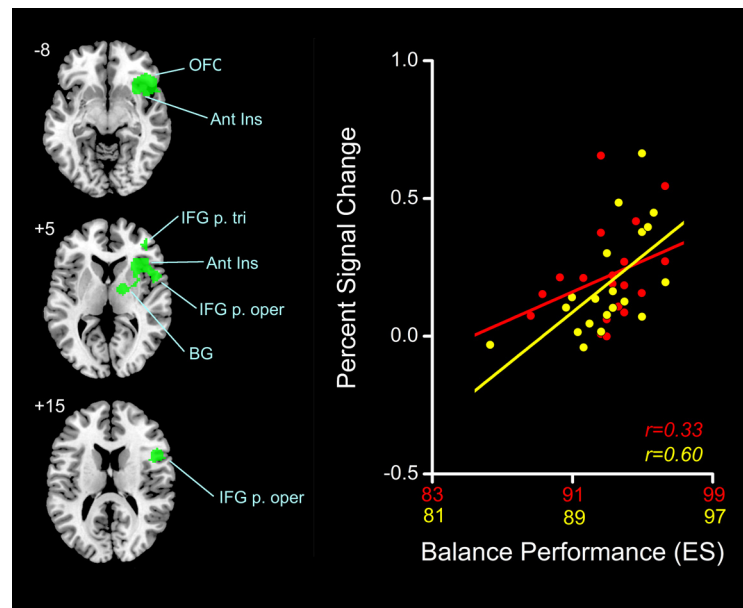 -8
OFC
Ant Ins
+5
IFG p. tri
Ant Ins
IFG p. oper
BG
+15
IFG p. oper
Percent Signal Change
1.0
0.5
0.0
-0.5
r=0.33
r=0.60
83 91 99
81 89 97
Balance Performance (ES)